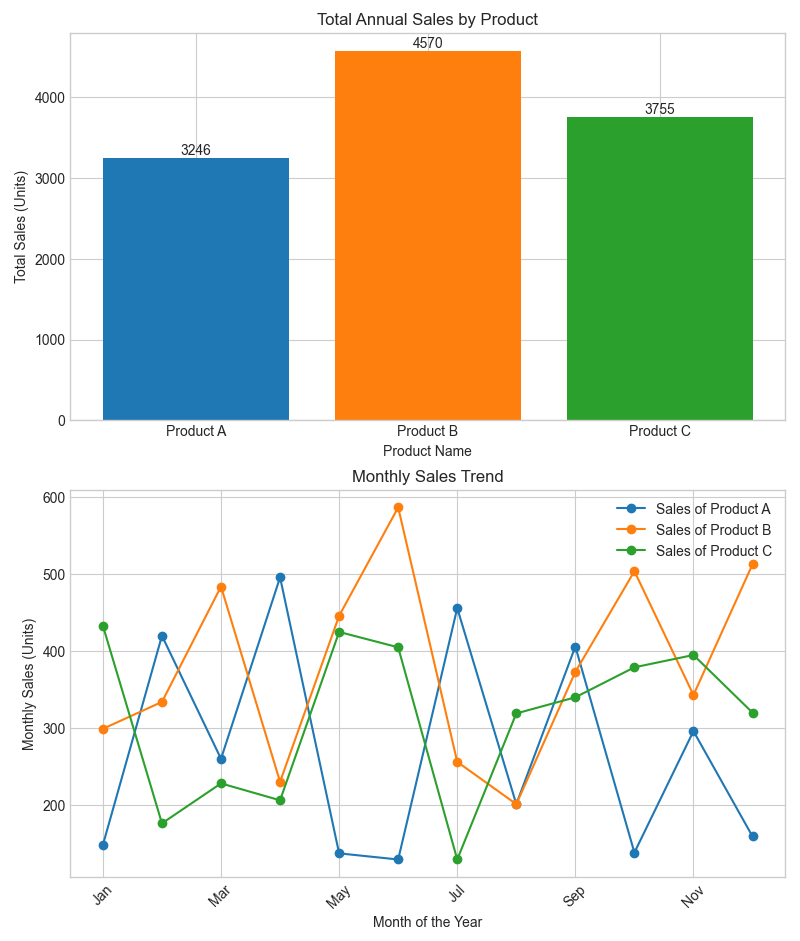 Total Annual Sales by Product
Total Sales (Units)
4000
3000
2000
1000
0
3246
4570
3755
Product A
Product B
Product C
Product Name
Monthly Sales Trend
Monthly Sales (Units)
600
500
400
300
200
Sales of Product A
Sales of Product B
Sales of Product C
Jan
Mar
May
Jul
Sep
Nov
Month of the Year